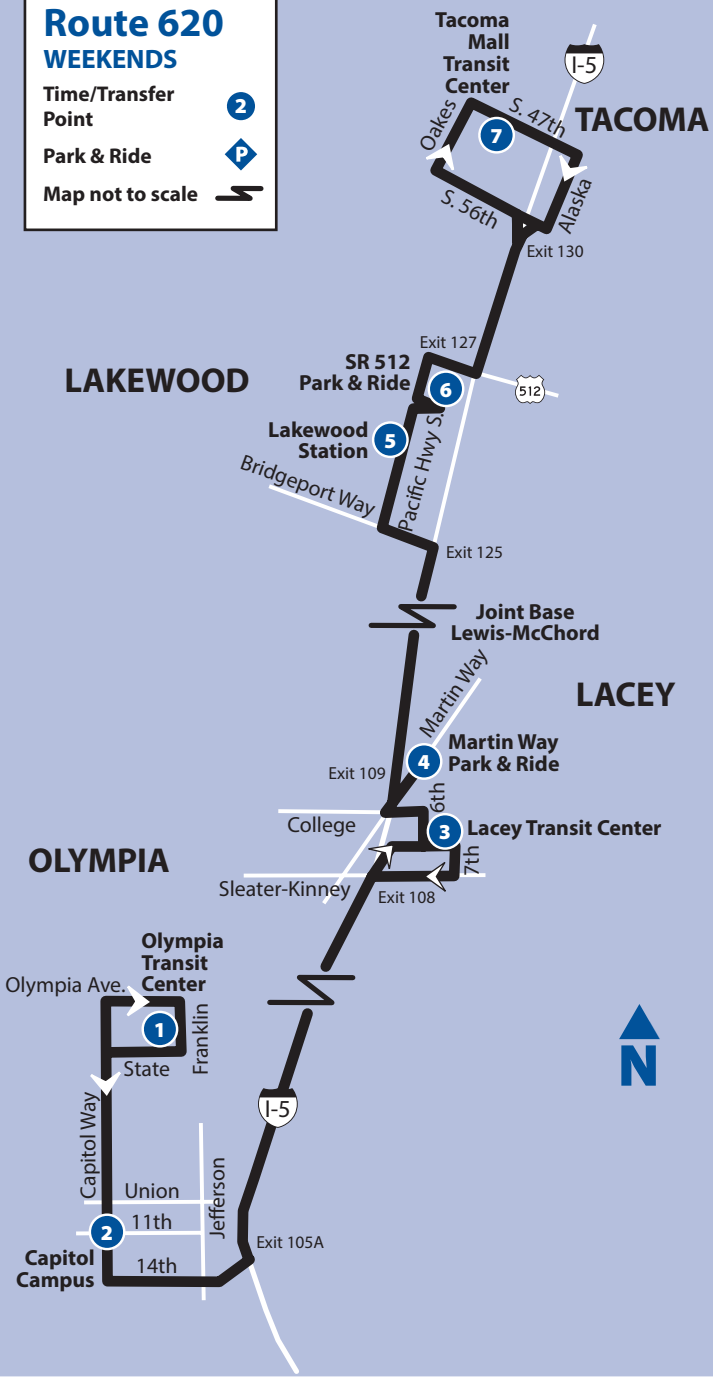 Route 620
WEEKENDS
Time/Transfer
Point
2
Park & Ride
P
Map not to scale
Tacoma
Mall
Transit
Center
I-5
TACOMA
Oakes
7
S. 47th
S. 56th
Alaska
Exit 130
Exit 127
SR 512
Park & Ride
6
512
LAKEWOOD
Lakewood
Station
5
Pacific Hwy S.
Bridgeport Way
Exit 125
Joint Base
Lewis-McChord
Martin Way
LACEY
Martin Way
Park & Ride
4
Exit 109
6th
College
3
Lacey Transit Center
7th
OLYMPIA
Sleater-Kinney
Exit 108
Olympia
Transit
Center
Olympia Ave.
1
Franklin
State
N
Capitol Way
I-5
Union
Jefferson
2
11th
Exit 105A
Capitol
Campus
14th